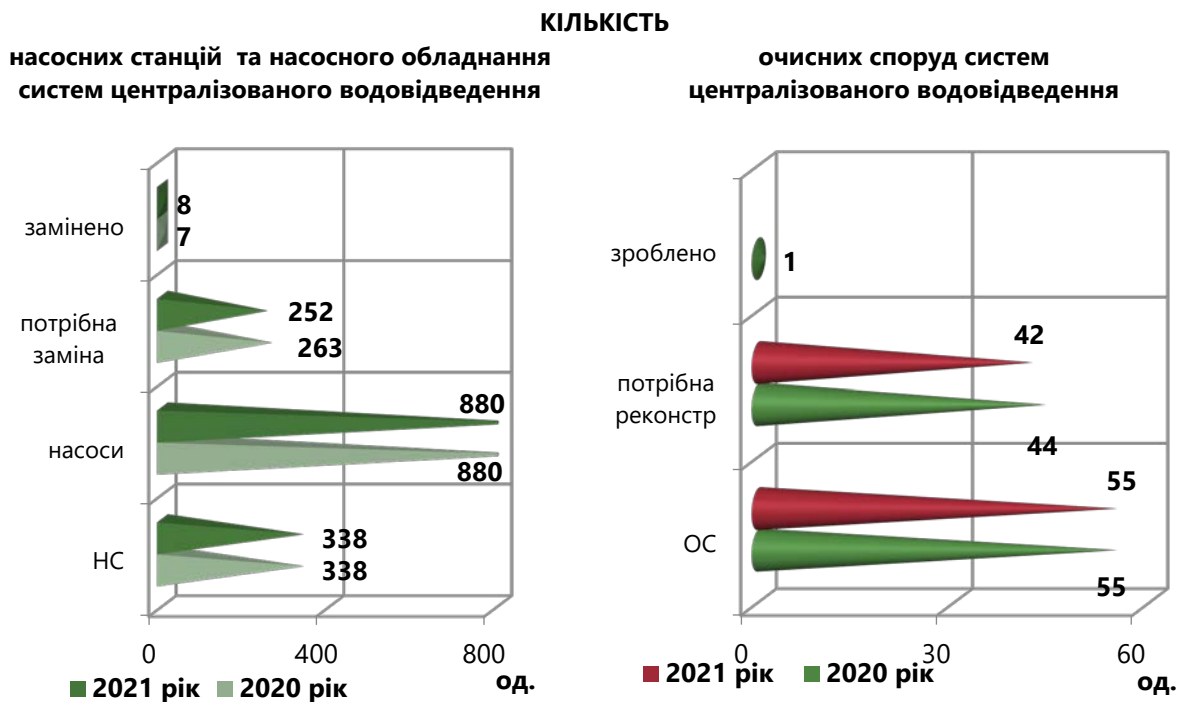 КІЛЬКІСТЬ
насосних станцій та насосного обладнання
систем централізованого водовідведення
замінено
8
7
потрібна
заміна
252
263
насоси
880
880
НС
338
338
0 400 800
2021 рік 2020 рік од.
очисних споруд систем
централізованого водовідведення
зроблено
1
потрібна
реконстр
42
44
ОС
55
55
0 30 60
2021 рік 2020 рік од.